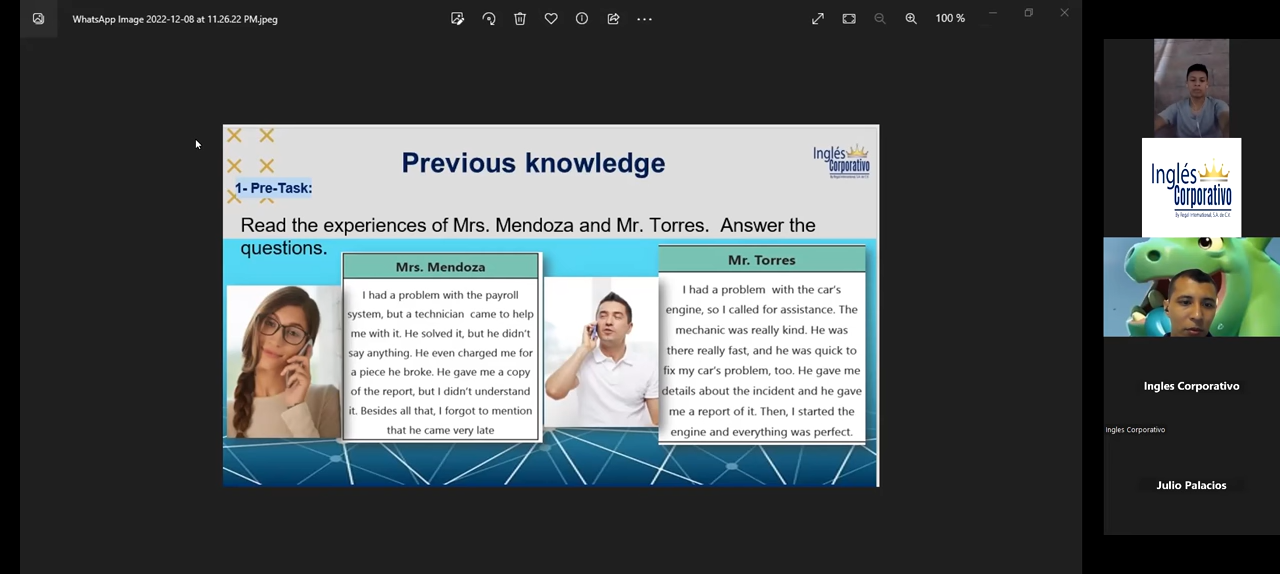 WhatsApp Image 2022-12-08 at 11.26.22 PM.jpeg
100 %
Previous knowledge
Inglés
Corporativo
1- Pre-Task:
Read the experiences of Mrs. Mendoza and Mr. Torres. Answer the
questions.
Mrs. Mendoza
I had a problem with the payroll
system, but a technician came to help
me with it. He solved it, but he didn't
say anything. He even charged me for
a piece he broke. He gave me a copy
of the report, but I didn't understand
it. Besides all that, I forgot to mention
that he came very late
Mr. Torres
I had a problem with the car's
engine, so I called for assistance. The
mechanic was really kind. He was
there really fast, and he was quick to
fix my car's problem, too. He gave me
details about the incident and he gave
me a report of it. Then, I started the
engine and everything was perfect.
Inglés
Corporativo
By Regal International, S.A. de C.V.
Ingles Corporativo
Ingles Corporativo
Julio Palacios